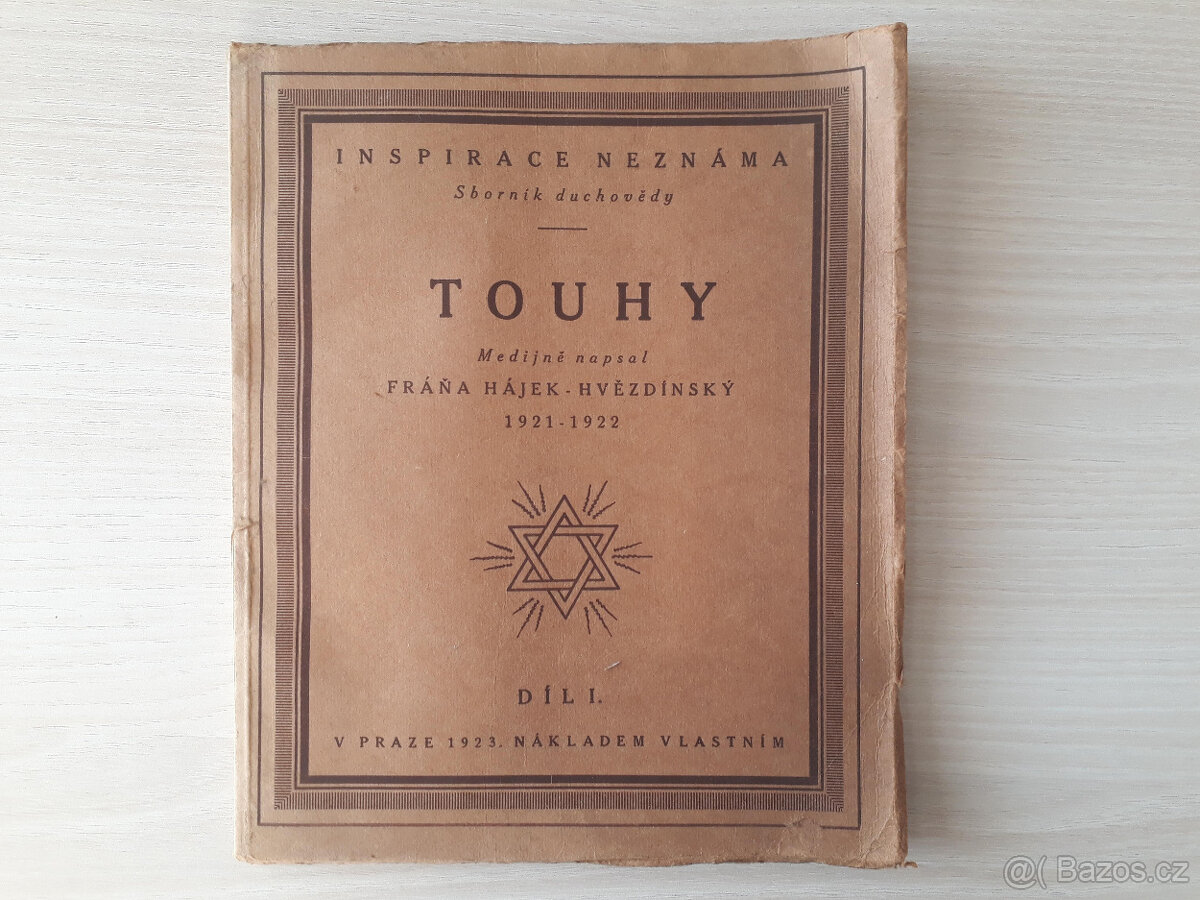 INSPIRACE NEZNÁMA
Sborník duchovědy
TOUHY
Medijně napsal
FRÁŇA HÁJEK-HVĚZDÍNSKÝ
1921-1922
DÍL I.
V PRAZE 1923. NÁKLADEM VLASTNÍM
@( Bazos.cz